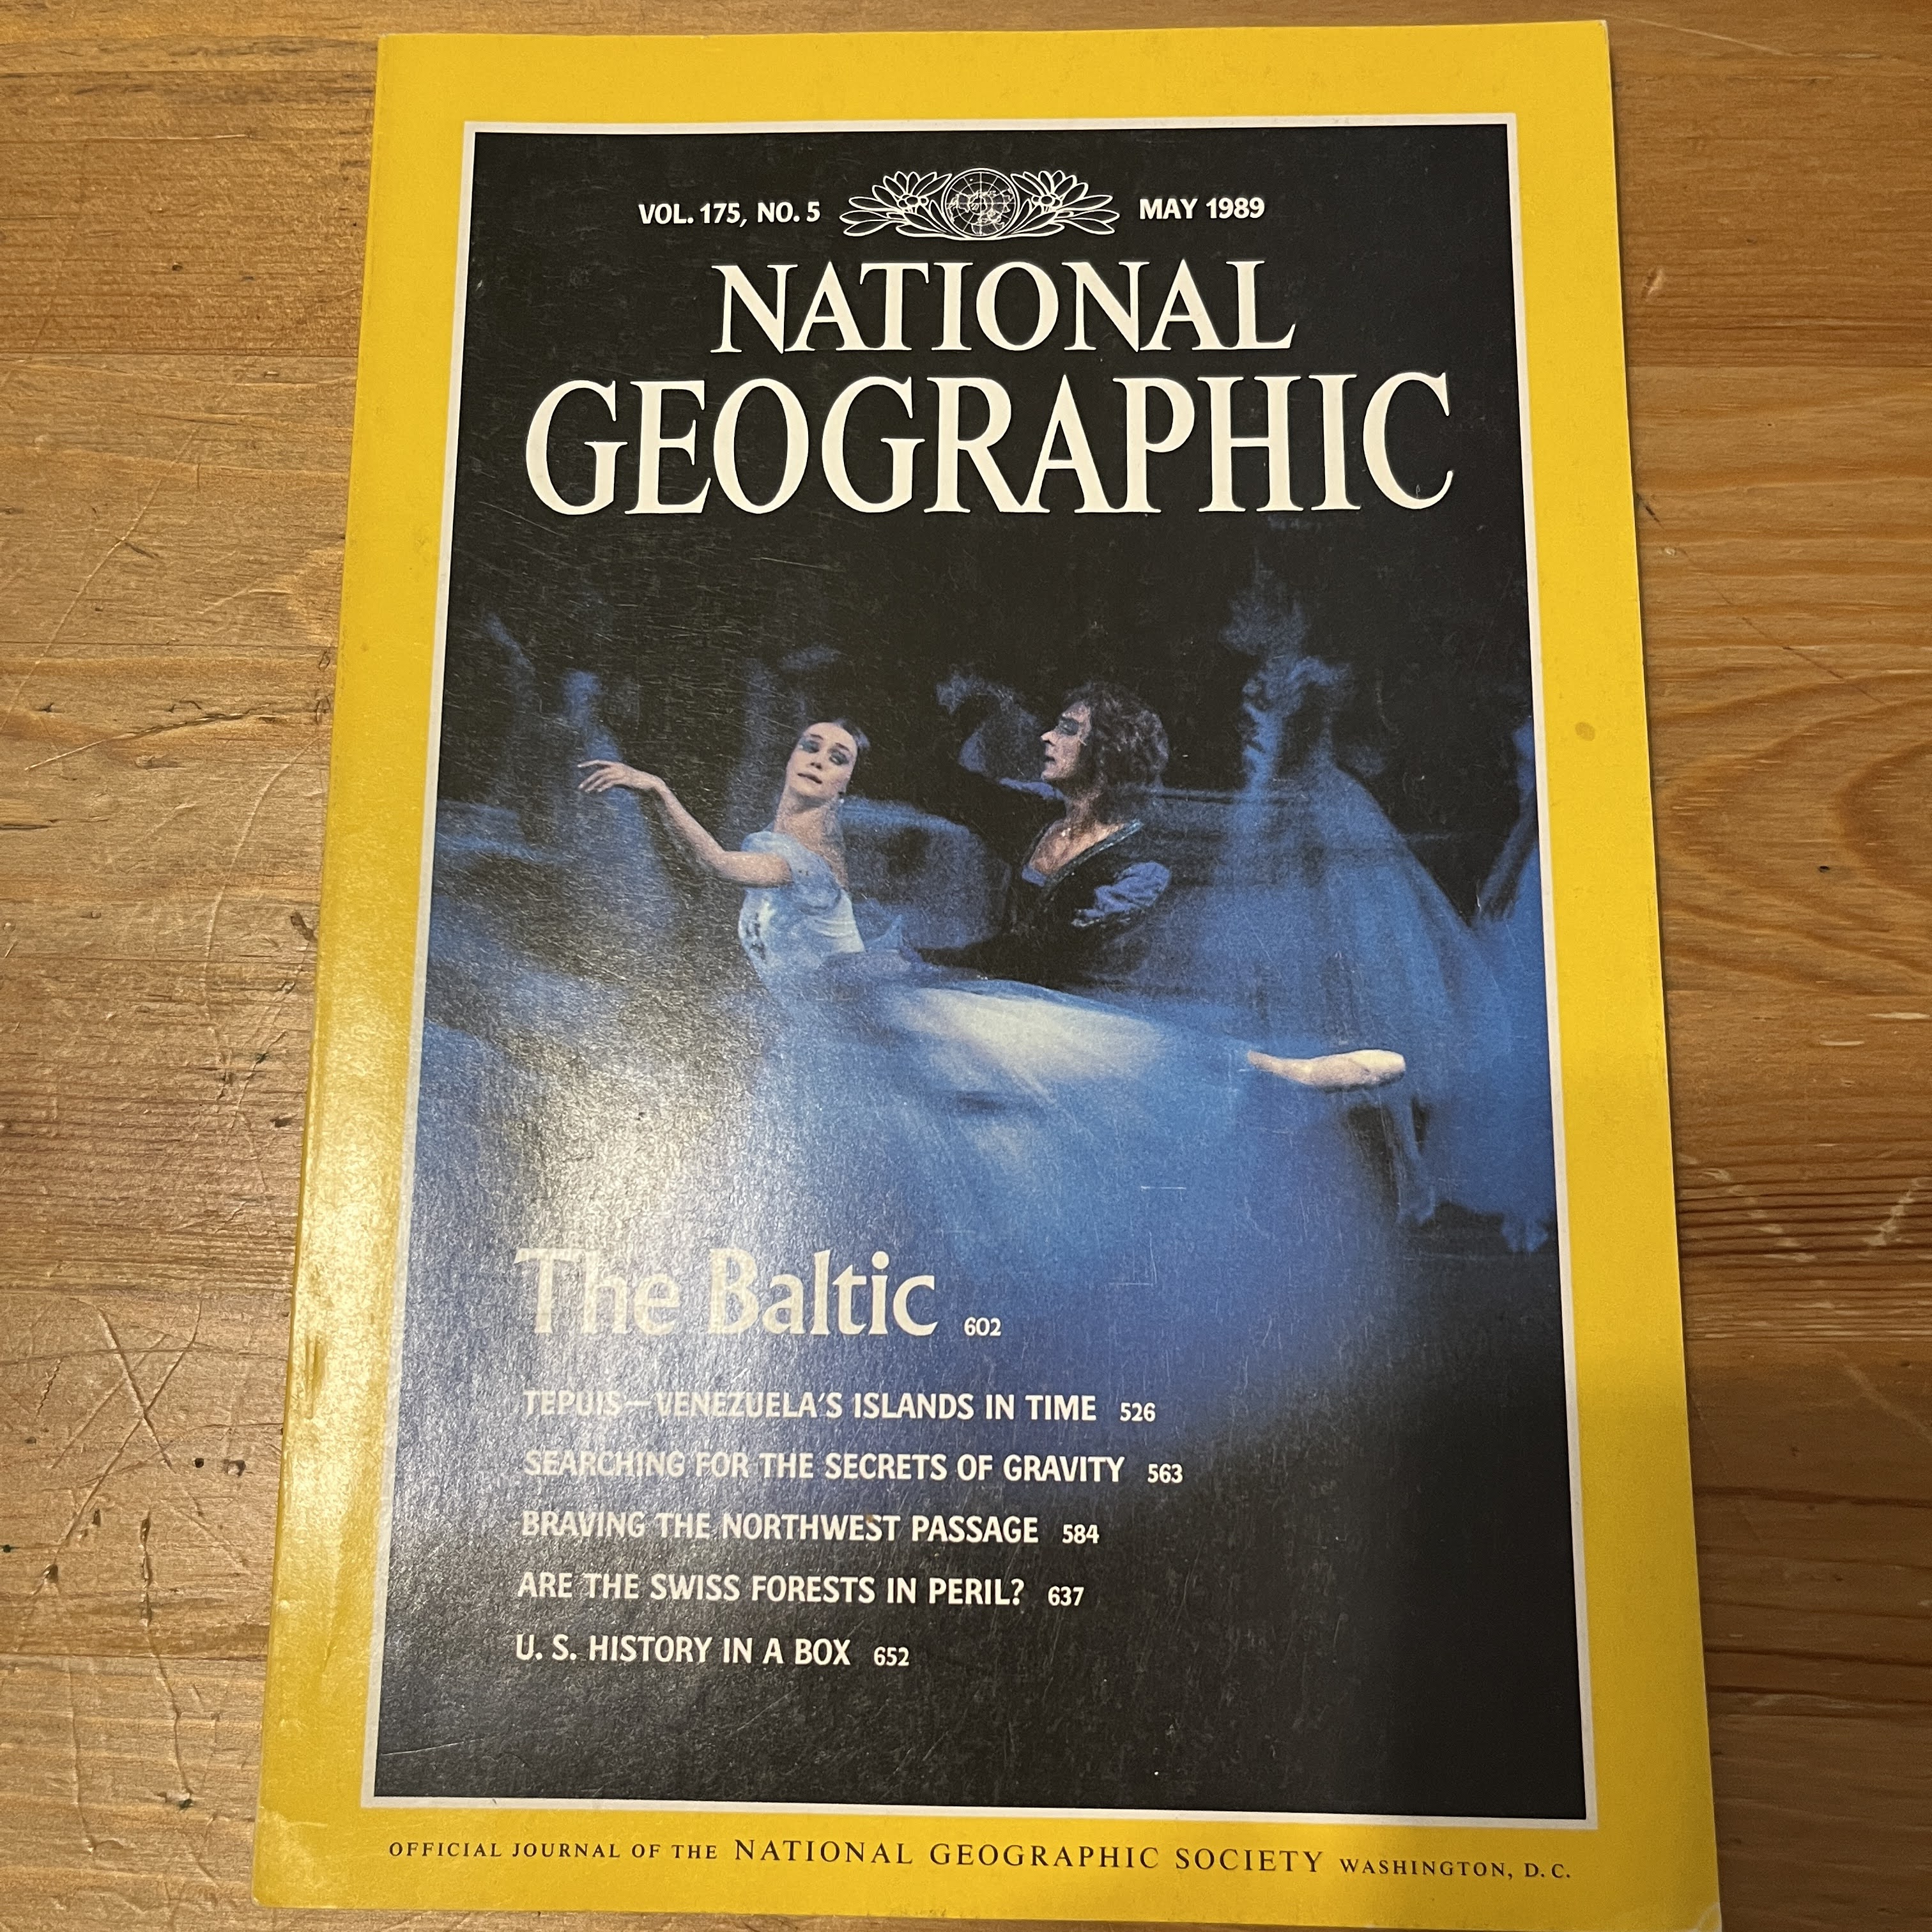 VOL. 175, NO. 5 MAY 1989
NATIONAL
GEOGRAPHIC
The Baltic 602
TEPUIS—VENEZUELA'S ISLANDS IN TIME 526
SEARCHING FOR THE SECRETS OF GRAVITY 563
BRAVING THE NORTHWEST PASSAGE 584
ARE THE SWISS FORESTS IN PERIL? 637
U. S. HISTORY IN A BOX 652
OFFICIAL JOURNAL OF THE NATIONAL GEOGRAPHIC SOCIETY WASHINGTON, D.C.